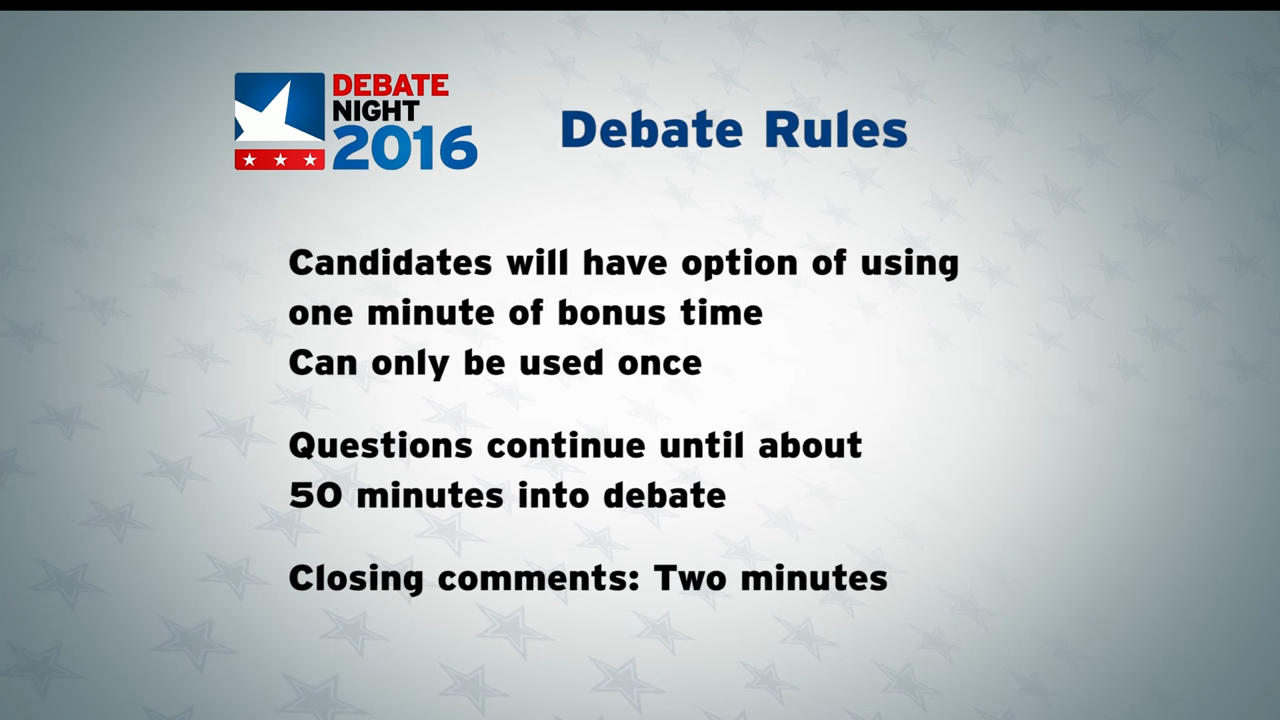 DEBATE
NIGHT
2016
Debate Rules
Candidates will have option of using
one minute of bonus time
Can only be used once
Questions continue until about
50 minutes into debate
Closing comments: Two minutes